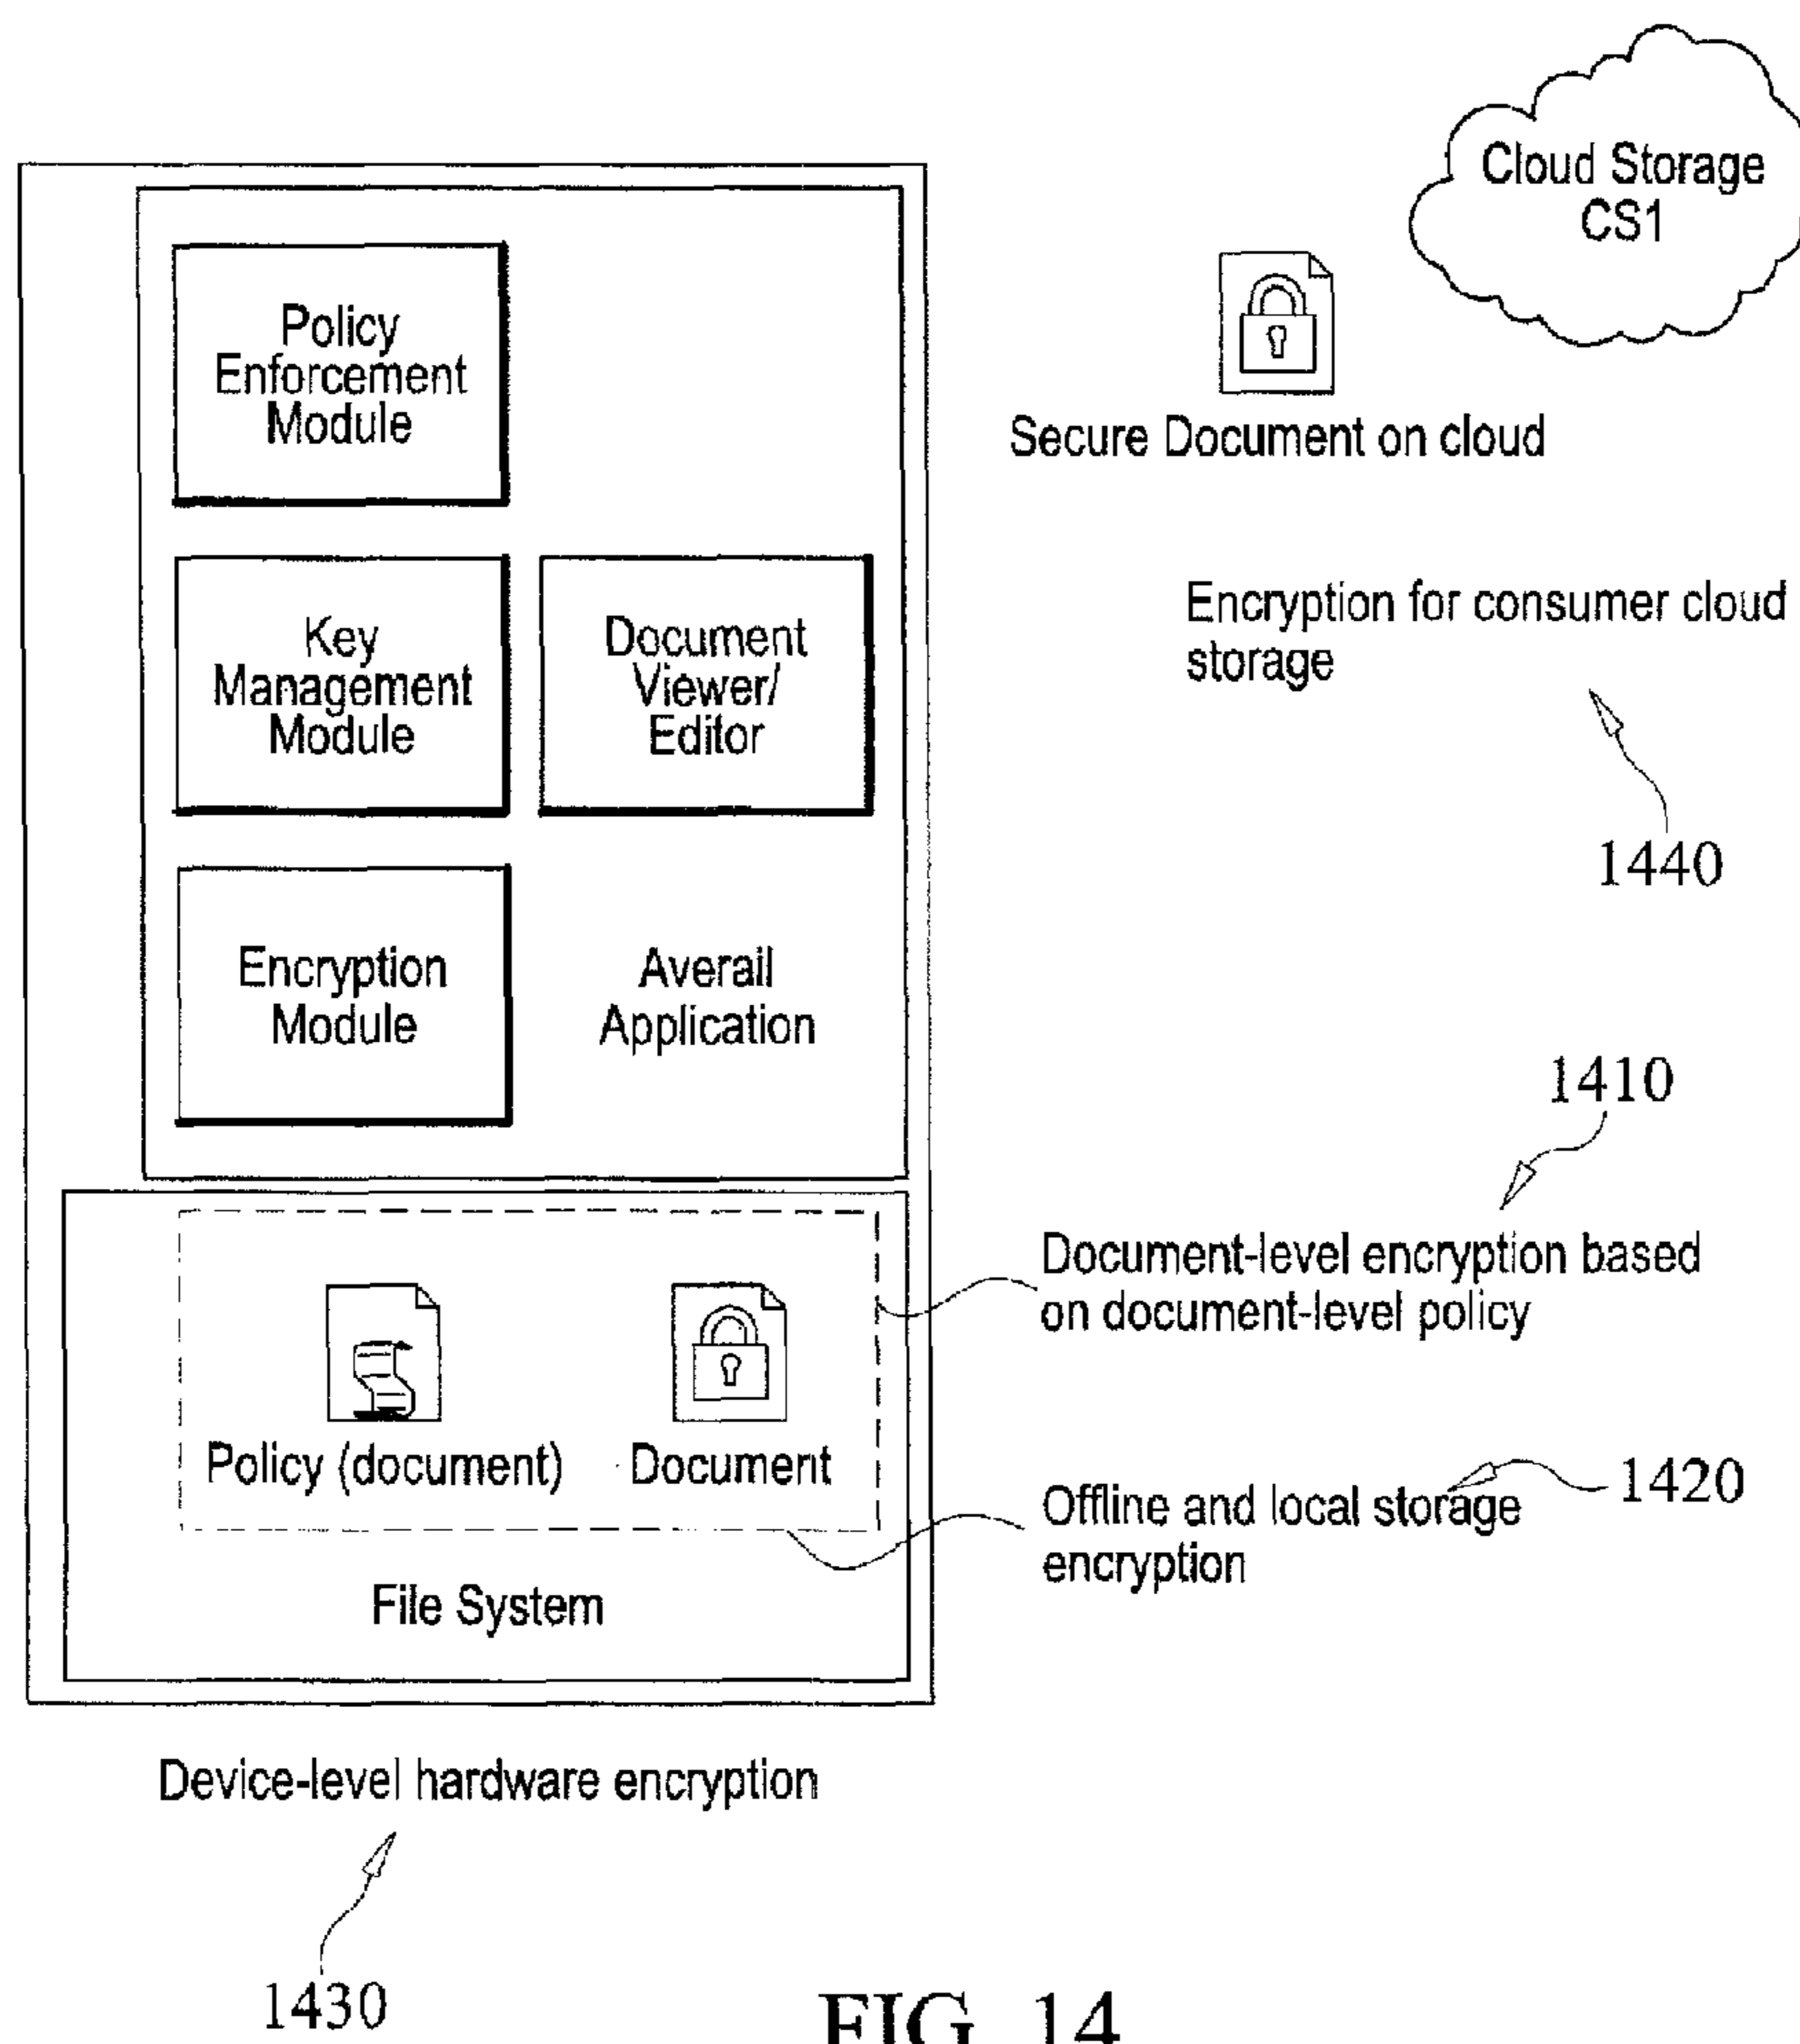 Cloud Storage
CS1
Policy
Enforcement
Module
Secure Document on cloud
Key
Management
Module
Document
Viewer/
Editor
Encryption for consumer cloud
storage
1440
Encryption
Module
Averail
Application
1410
Document-level encryption based
on document-level policy
Policy (document)
Document
1420
Offline and local storage
encryption
File System
Device-level hardware encryption
1430
FIG. 14